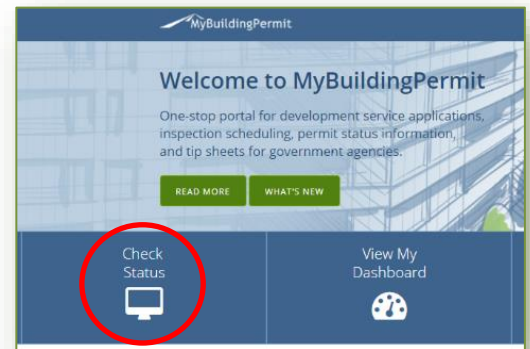 MyBuildingPermit
Welcome to MyBuildingPermit
One-stop portal for development service applications,
inspection scheduling, permit status information,
and tip sheets for government agencies.
READ MORE
WHAT'S NEW
Check
Status
View My
Dashboard